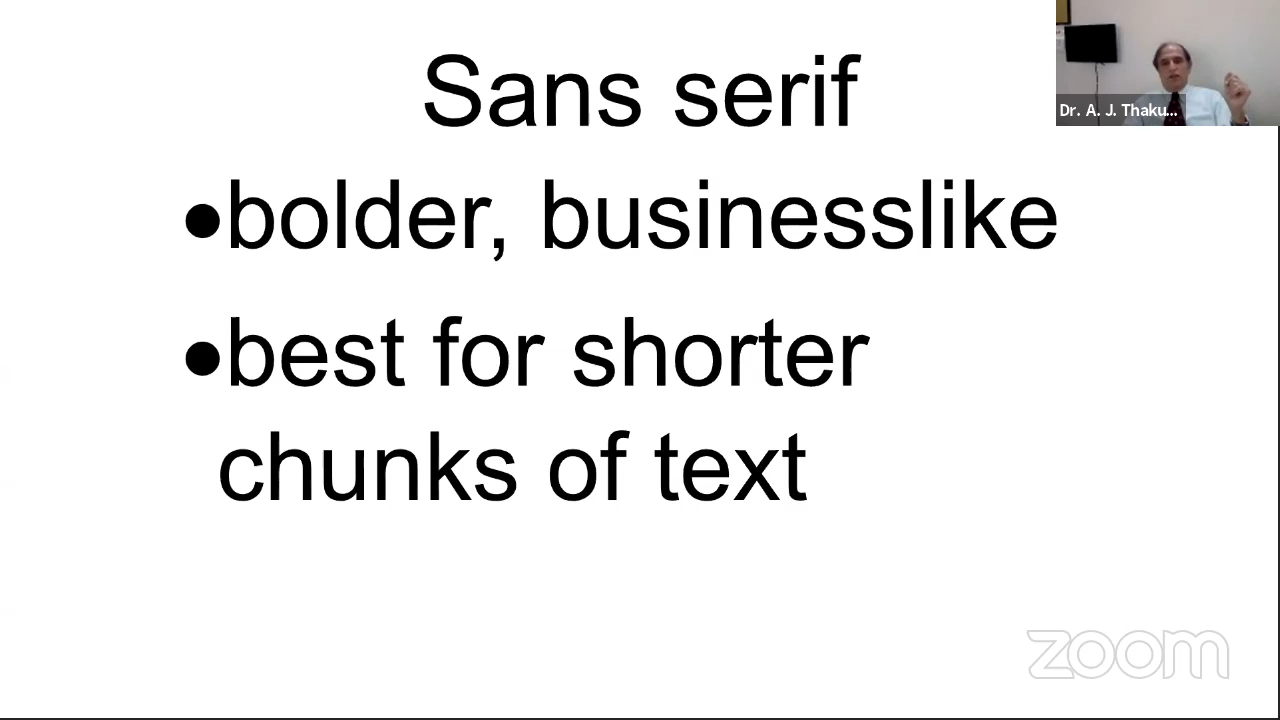 Sans serif
•bolder, businesslike
•best for shorter
chunks of text
Dr. A. J. Thaku...
zoom